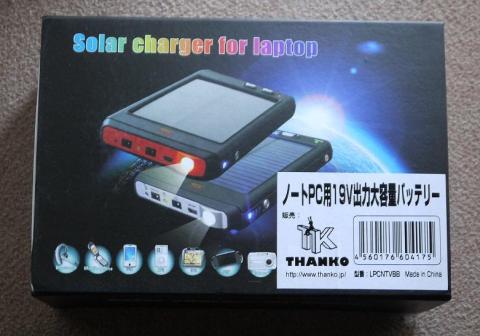 Solar charger for laptop
ノートPC用19V出力大容量バッテリー
販売:
TK
THANKO
http://www.thanko.jp/
4560176604175
型番: LPCNTVBB Made in China